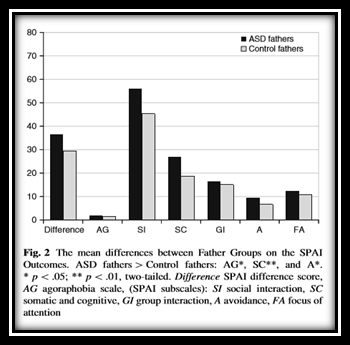 80
ASD fathers
Control fathers
70
60
50
40
30
20
10
0
Difference AG SI SC GI A FA
Fig. 2 The mean differences between Father Groups on the SPAI
Outcomes. ASD fathers > Control fathers: AG*, SC**, and A*.
* p < .05; ** p < .01, two-tailed. Difference SPAI difference score,
AG agoraphobia scale, (SPAI subscales): SI social interaction, SC
somatic and cognitive, GI group interaction, A avoidance, FA focus of
attention